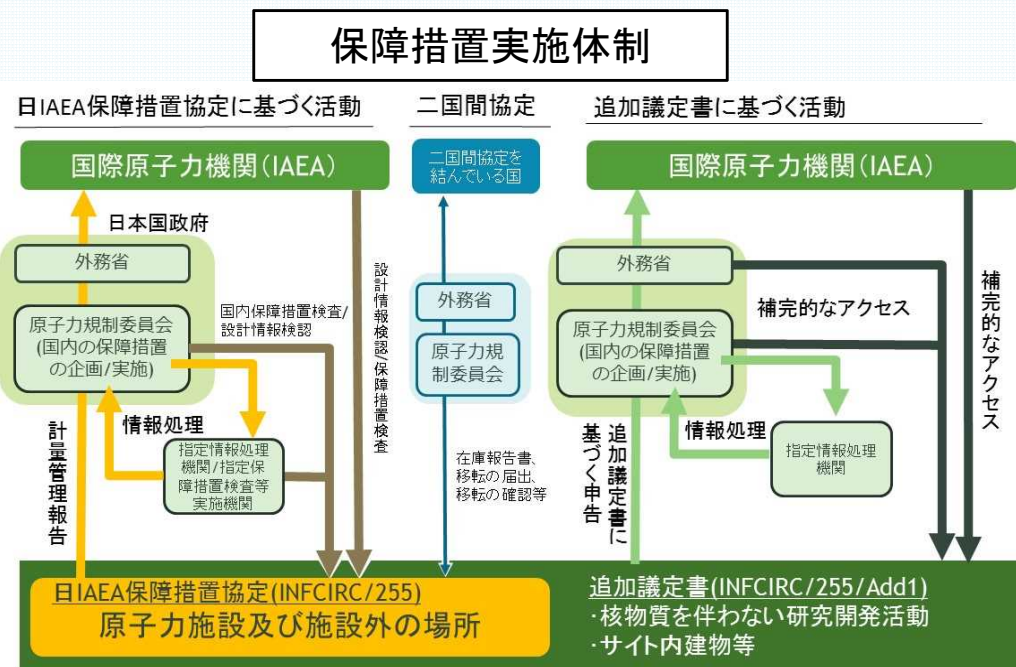 保障措置実施体制
日IAEA保障措置協定に基づく活動
国際原子力機関(IAEA)
日本国政府
外務省
原子力規制委員会
(国内の保障措置
の企画/実施)
国内保障措置検査/
設計情報検認
設計情報検認/保障措置検査
情報処理
指定情報処理
機関/指定保
障措置検査等
実施機関
計量管理報告
二国間協定
二国間協定を
結んでいる国
外務省
原子力規
制委員会
在庫報告書、
移転の届出、
移転の確認等
追加議定書に基づく活動
国際原子力機関(IAEA)
外務省
原子力規制委員会
(国内の保障措置
の企画/実施)
補完的なアクセス
補完的なアクセス
情報処理
指定情報処理
機関
追加議定書に
基づく申告
日IAEA保障措置協定(INFCIRC/255)
原子力施設及び施設外の場所
追加議定書(INFCIRC/255/Add1)
・核物質を伴わない研究開発活動
・サイト内建物等